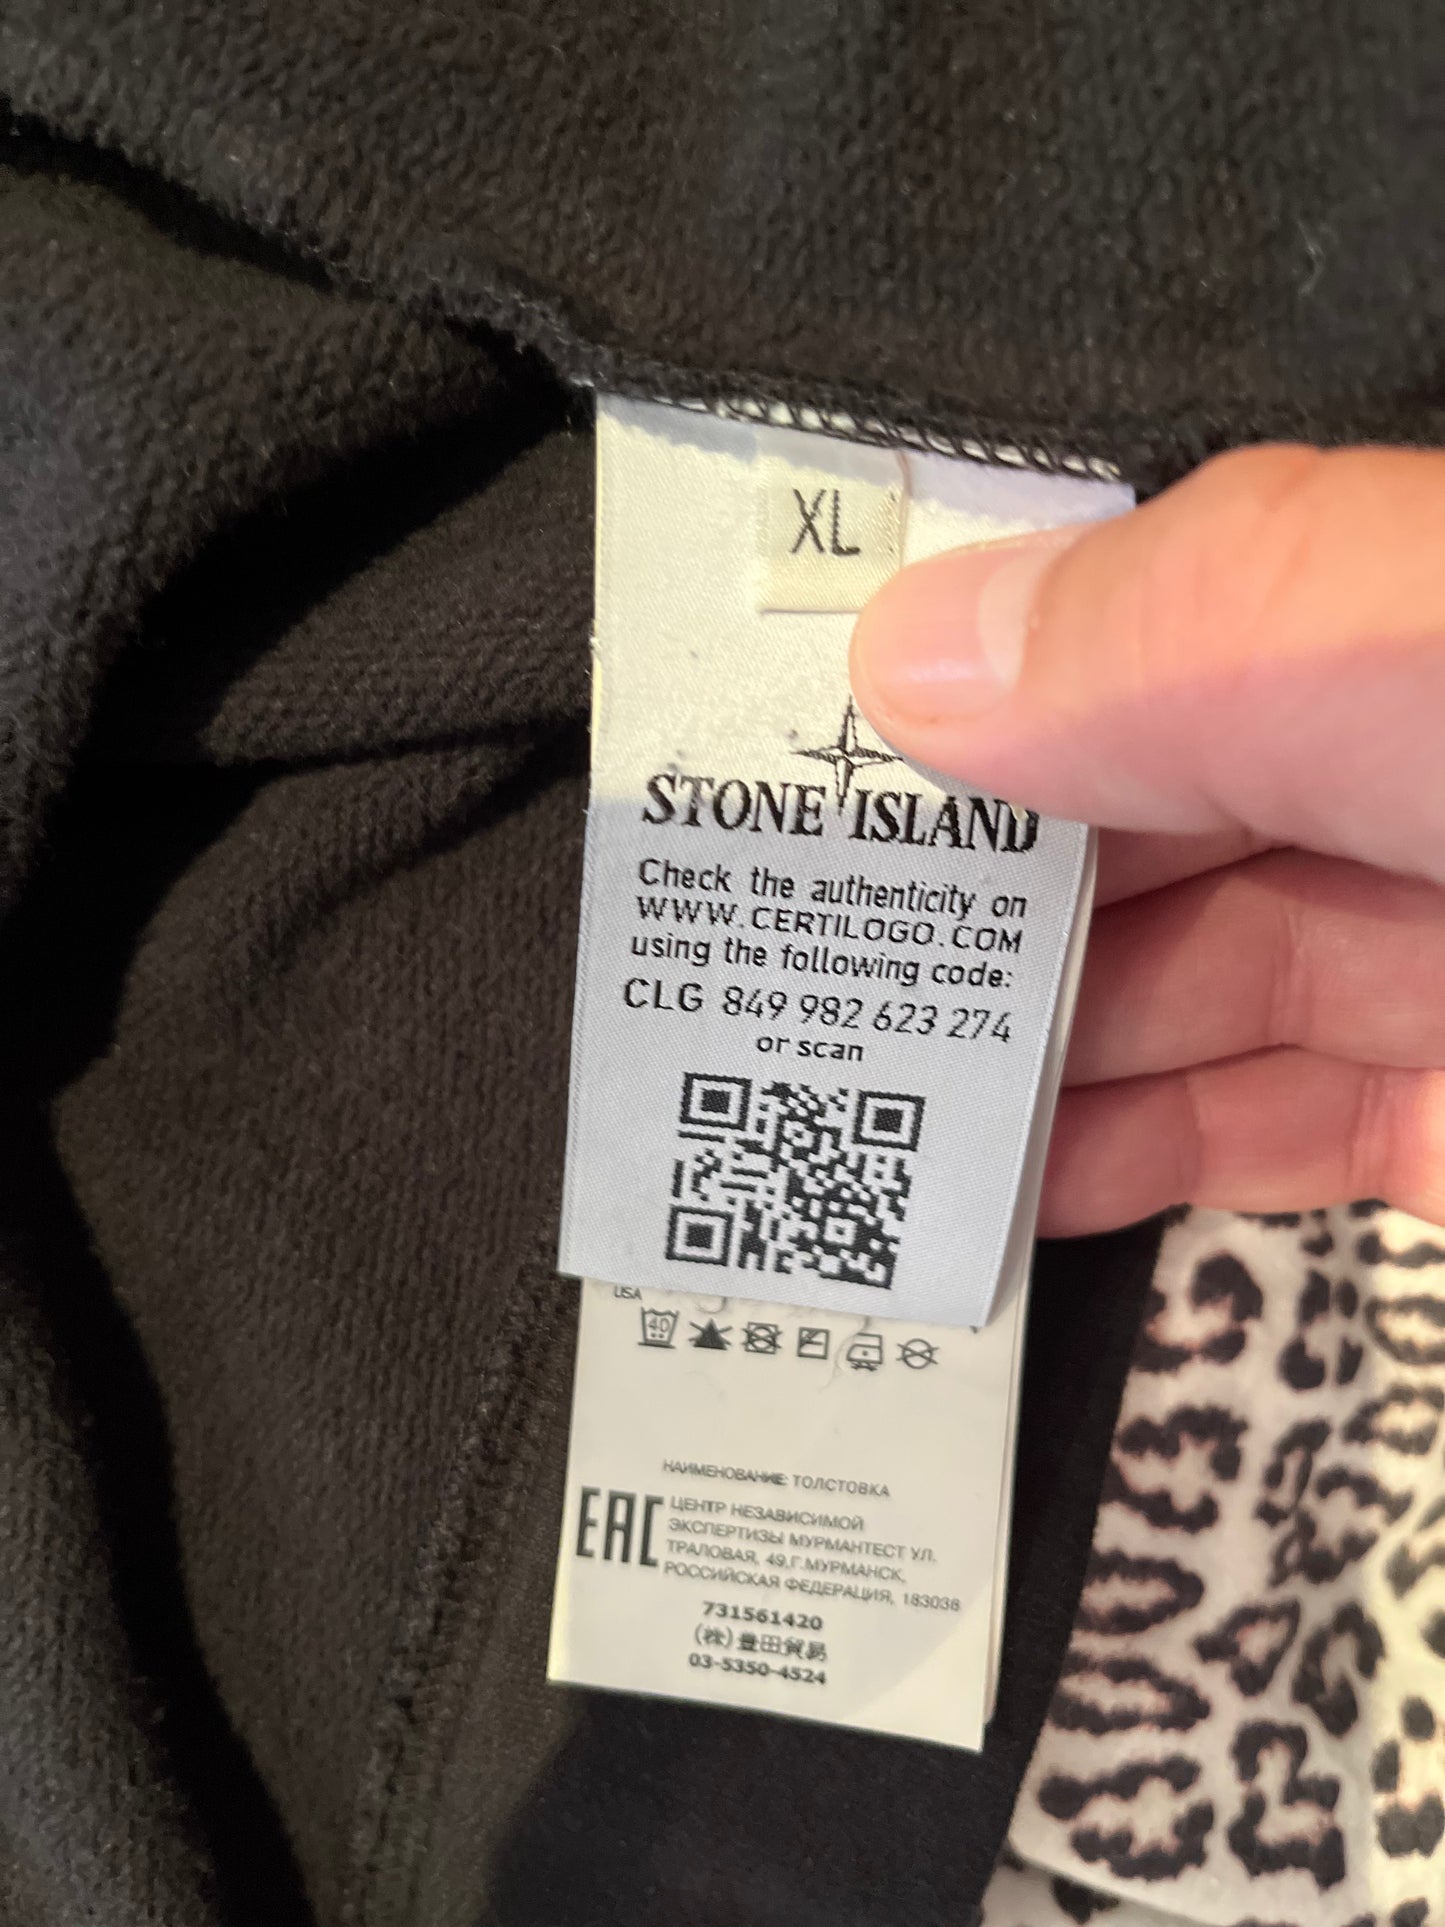 XL
STONE ISLAND
Check the authenticity on
WWW.CERTILOGO.COM
using the following code:
CLG 849 982 623 274
or scan
USA
40
НАИМЕНОВАНИЕ: ТОЛСТОВКА
EAC
ЦЕНТР НЕЗАВИСИМОЙ
ЭКСПЕРТИЗЫ МУРМАНТЕСТ УЛ.
ТРАЛОВАЯ, 49,Г.МУРМАНСК,
РОССИЙСКАЯ ФЕДЕРАЦИЯ, 183038
731561420
(株)豊田貿易
03-5350-4524